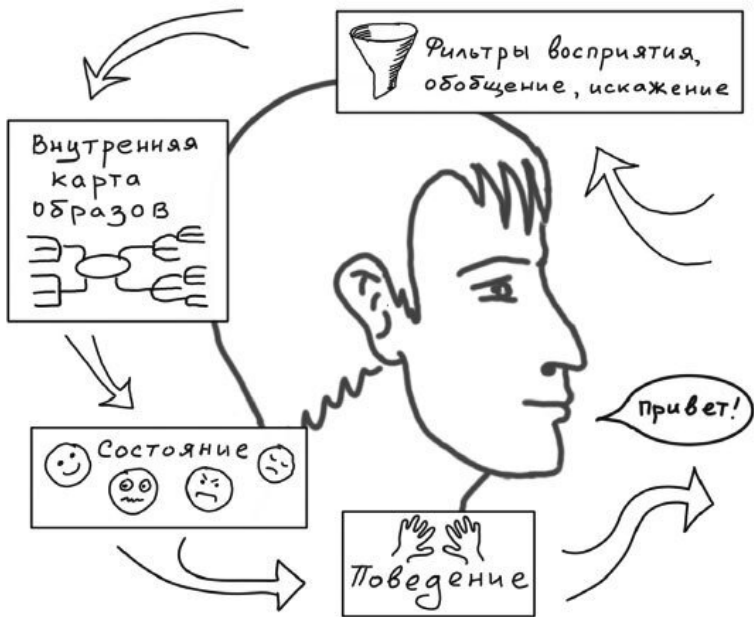 Фильтры восприятия,
обобщение, искажение
Внутренняя
карта
образов
Состояние
Привет!
Поведение